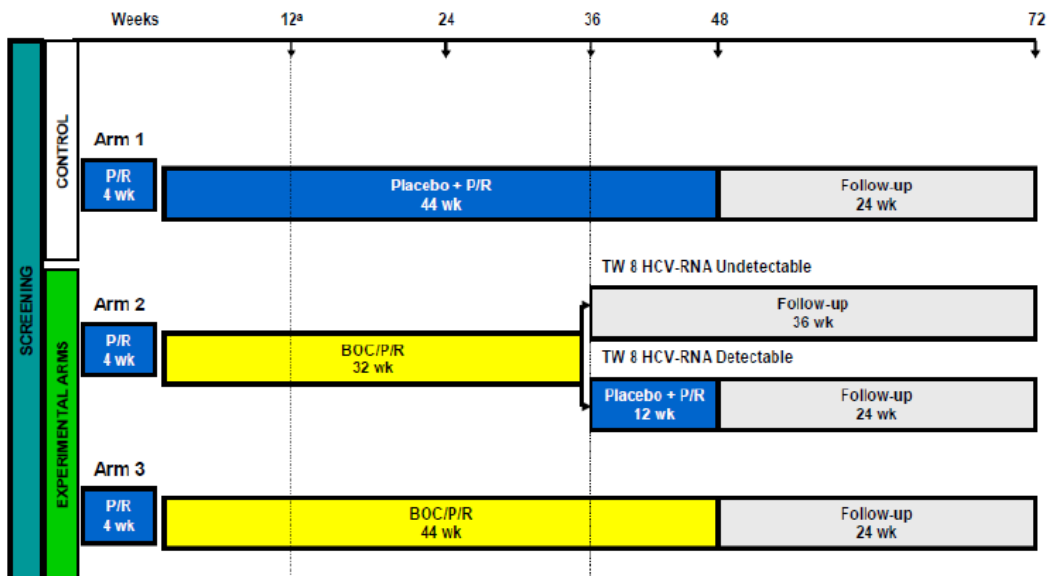 Weeks 12ª 24 36 48 72
SCREENING
CONTROL
Arm 1
P/R
4 wk
Placebo + P/R
44 wk
Follow-up
24 wk
EXPERIMENTAL ARMS
Arm 2
P/R
4 wk
BOC/P/R
32 wk
TW 8 HCV-RNA Undetectable
Follow-up
36 wk
TW 8 HCV-RNA Detectable
Placebo + P/R
12 wk
Follow-up
24 wk
Arm 3
P/R
4 wk
BOC/P/R
44 wk
Follow-up
24 wk